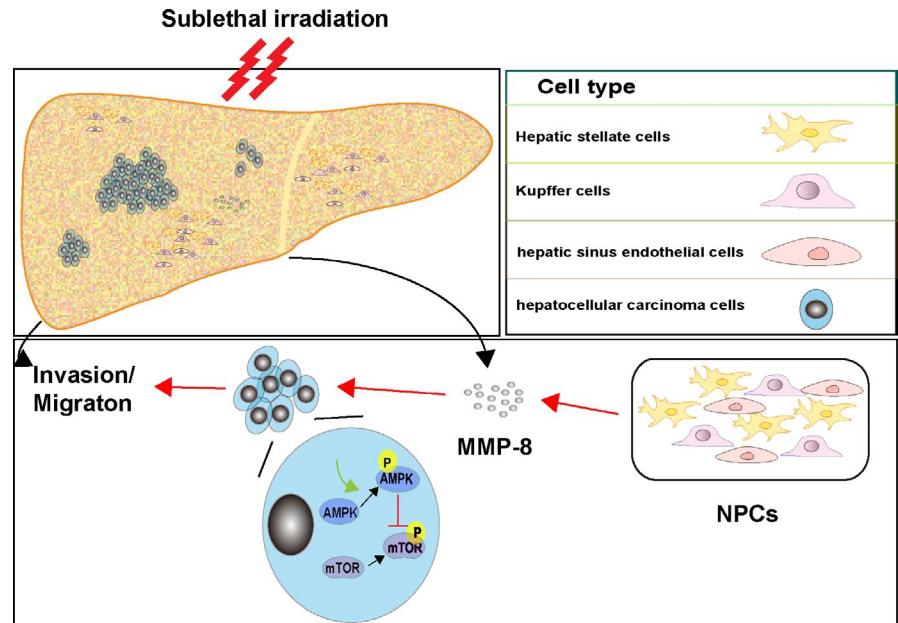 Sublethal irradiation
Cell type
Hepatic stellate cells
Kupffer cells
hepatic sinus endothelial cells
hepatocellular carcinoma cells
Invasion/
Migraton
MMP-8
NPCs
P
AMPK
AMPK
P
mTOR
mTOR